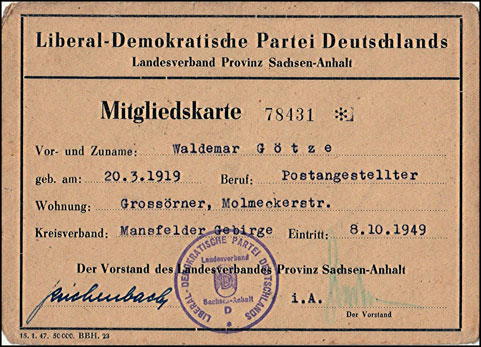 Liberal-Demokratische Partei Deutschlands
Landesverband Provinz Sachsen-Anhalt
Mitgliedskarte 78431 *
Vor- und Zuname: Waldemar Götze
geb. am: 20.3.1919 Beruf: Postangestellter
Wohnung: Grossörner, Molmeckerstr.
Kreisverband: Mansfelder Gebirge Eintritt: 8.10.1949
Der Vorstand des Landesverbandes Provinz Sachsen-Anhalt
i.A.
Der Vorstand
LIBERAL-DEMOKRATISCHE PARTEI DEUTSCHLANDS
Landesverband
Sachsen-Anhalt
D
15. 1. 47. 50000. BBH. 23